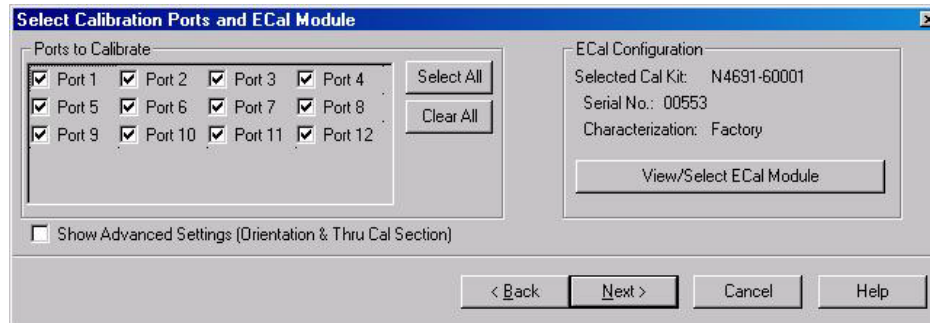 Select Calibration Ports and ECal Module
Ports to Calibrate
Port 1 Port 2 Port 3 Port 4
Port 5 Port 6 Port 7 Port 8
Port 9 Port 10 Port 11 Port 12
Select All
Clear All
ECal Configuration
Selected Cal Kit: N4691-60001
Serial No.: 00553
Characterization: Factory
View/Select ECal Module
Show Advanced Settings (Orientation & Thru Cal Section)
< Back
Next >
Cancel
Help